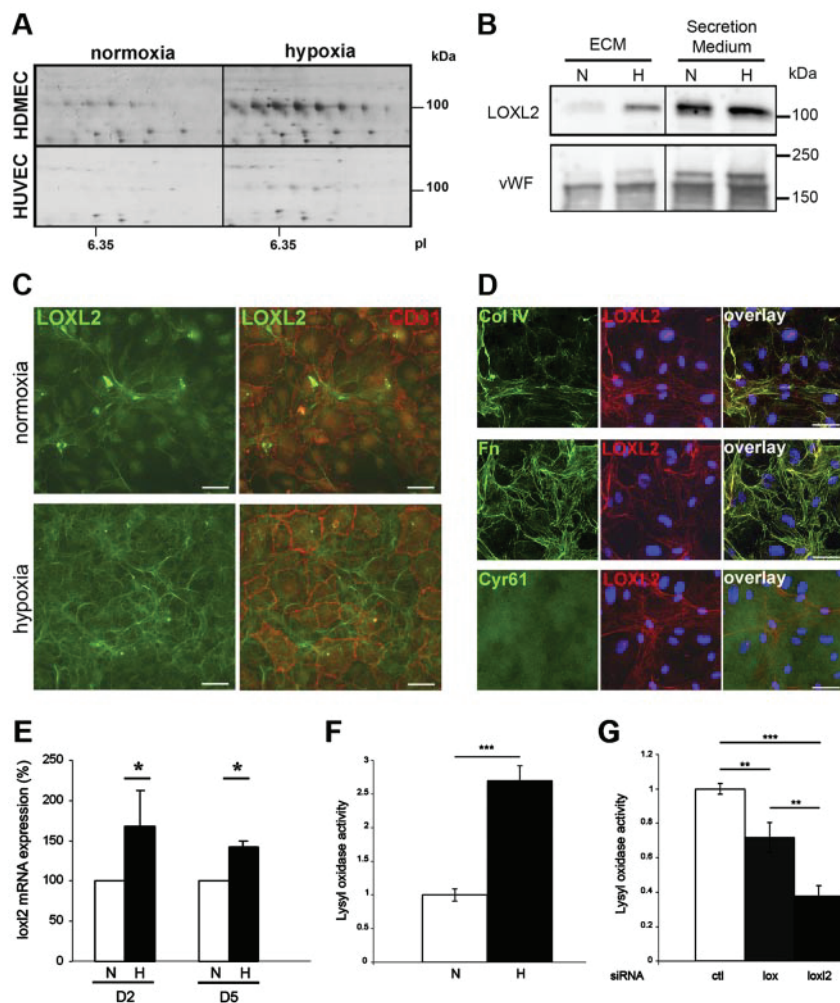 A
normoxia
hypoxia
kDa
HDMEC
100
HUVEC
100
6.35
6.35
pI
B
ECM
Secretion
Medium
N
H
N
H
kDa
LOXL2
100
vWF
250
150
C
LOXL2
LOXL2
CD31
normoxia
hypoxia
D
Col IV
LOXL2
overlay
Fn
LOXL2
overlay
Cyr61
LOXL2
overlay
E
loxl2 mRNA expression (%)
250
200
150
100
50
0
*
*
N
H
N
H
D2
D5
F
Lysyl oxidase activity
3
2.5
2
1.5
1
0.5
0
***
N
H
G
Lysyl oxidase activity
1.2
1
0.8
0.6
0.4
0.2
0
***
**
**
siRNA
ctl
lox
loxl2